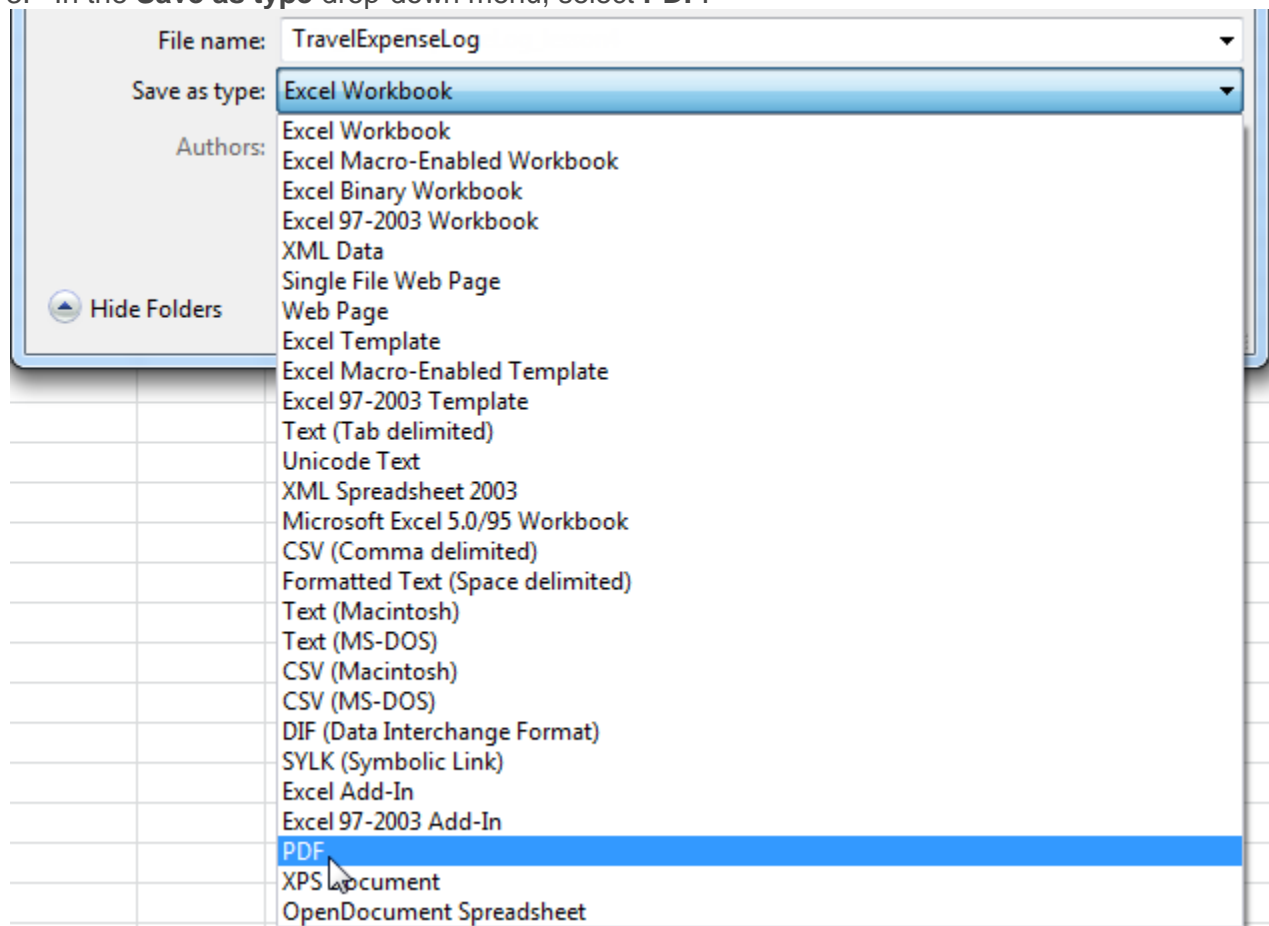 In the Save as type drop-down menu, select PDF.
File name: TravelExpenseLog
Save as type: Excel Workbook
Authors:
Excel Workbook
Excel Macro-Enabled Workbook
Excel Binary Workbook
Excel 97-2003 Workbook
XML Data
Single File Web Page
Hide Folders
Web Page
Excel Template
Excel Macro-Enabled Template
Excel 97-2003 Template
Text (Tab delimited)
Unicode Text
XML Spreadsheet 2003
Microsoft Excel 5.0/95 Workbook
CSV (Comma delimited)
Formatted Text (Space delimited)
Text (Macintosh)
Text (MS-DOS)
CSV (Macintosh)
CSV (MS-DOS)
DIF (Data Interchange Format)
SYLK (Symbolic Link)
Excel Add-In
Excel 97-2003 Add-In
PDF
XPS Document
OpenDocument Spreadsheet